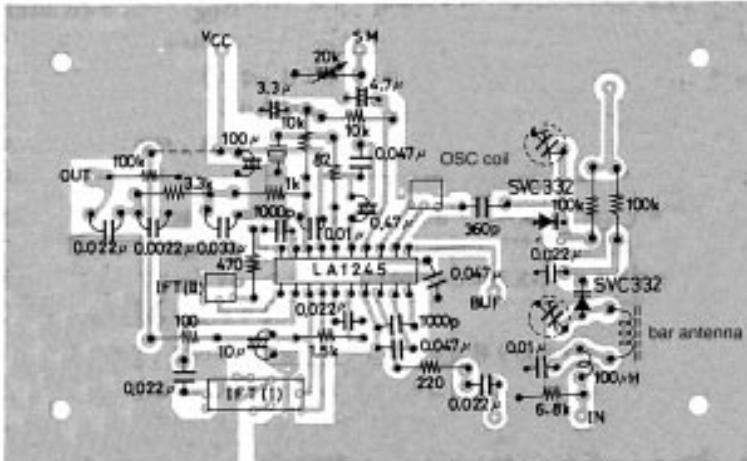 VCC
SM
20k
3.3μ
4.7μ
10k
10k
100μ
82
0.047μ
OSC coil
100k
OUT
3.3k
1k
SVC332
100k
100k
1000p
0.01μ
0.47μ
360p
0.022μ
0.0022μ
0.033μ
470
LA1245
0.047μ
0.022μ
SVC332
IFT(II)
BUF
0.022μ
100
1000p
bar antenna
10μ
1.5k
0.047μ
0.01μ
100μH
0.022μ
IFT(I)
220
0.022μ
6.8k
IN